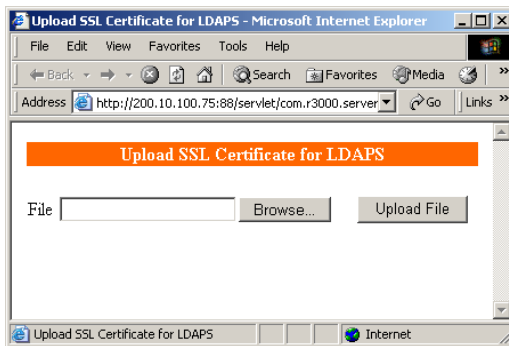 Upload SSL Certificate for LDAPS - Microsoft Internet Explorer
File Edit View Favorites Tools Help
Back Search Favorites Media »
Address http://200.10.100.75:88/servlet/com.r3000.server Go Links »
Upload SSL Certificate for LDAPS
File Browse... Upload File
Upload SSL Certificate for LDAPS Internet